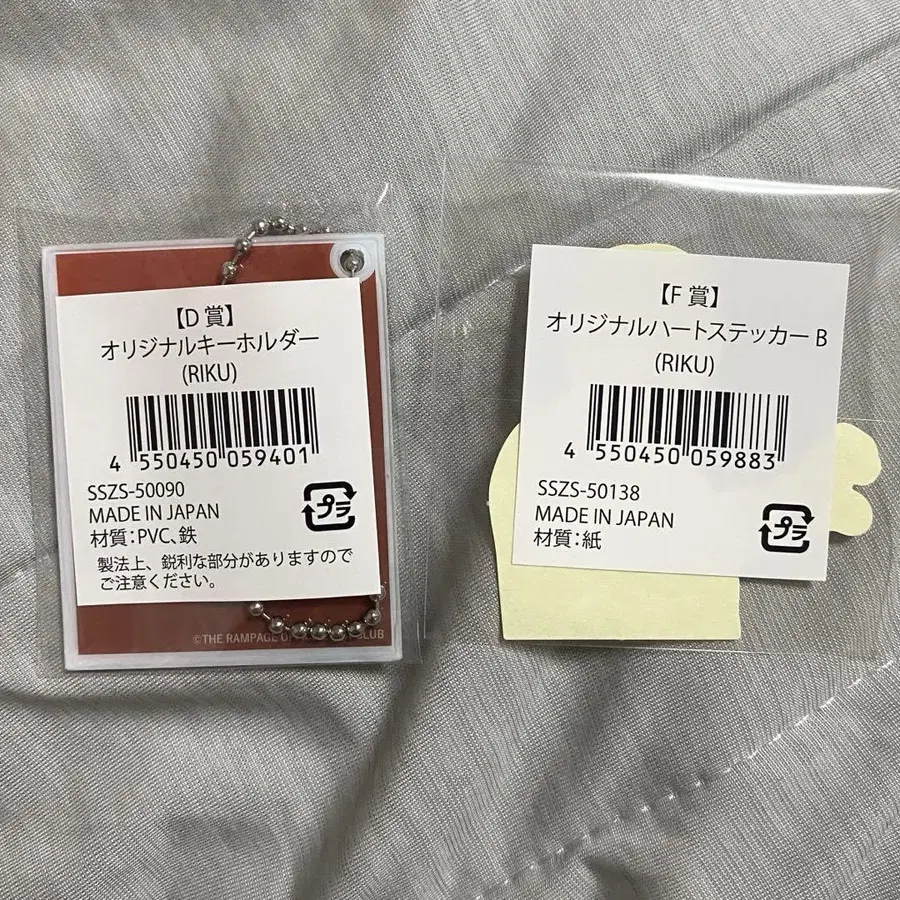 【D 賞】
オリジナルキーホルダー
(RIKU)
4 550450 059401
SSZS-50090
MADE IN JAPAN
材質：PVC、鉄
プラ
製法上、鋭利な部分がありますので
ご注意ください。
©THE RAMPAGE OF CLUB
【F 賞】
オリジナルハートステッカー B
(RIKU)
4 550450 059883
SSZS-50138
MADE IN JAPAN
材質：紙
プラ